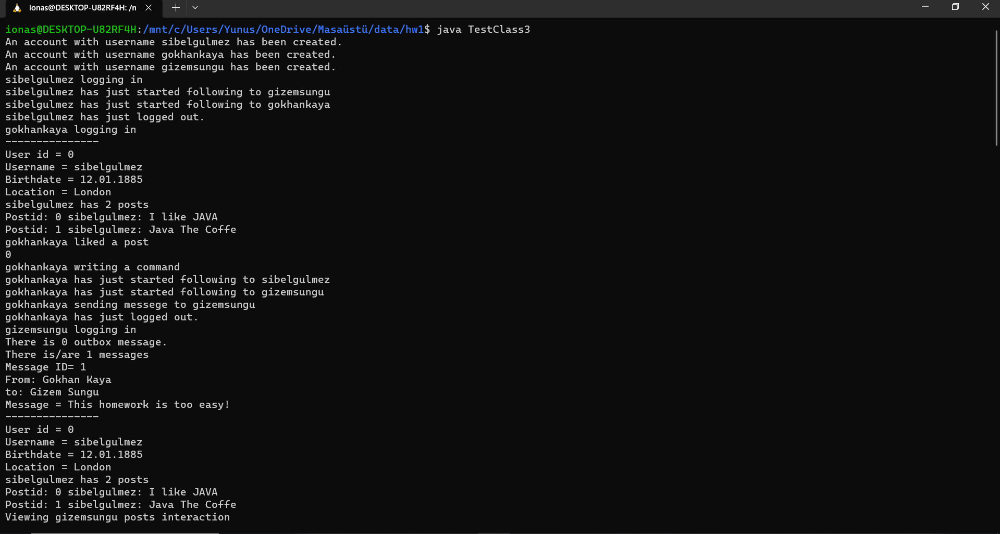 ionas@DESKTOP-U82RF4H: /n
ionas@DESKTOP-U82RF4H:/mnt/c/Users/Yunus/OneDrive/Masaüstü/data/hw1$ java TestClass3
An account with username sibelgulmez has been created.
An account with username gokhankaya has been created.
An account with username gizemsungu has been created.
sibelgulmez logging in
sibelgulmez has just started following to gizemsungu
sibelgulmez has just started following to gokhankaya
sibelgulmez has just logged out.
gokhankaya logging in
---------------
User id = 0
Username = sibelgulmez
Birthdate = 12.01.1885
Location = London
sibelgulmez has 2 posts
Postid: 0 sibelgulmez: I like JAVA
Postid: 1 sibelgulmez: Java The Coffe
gokhankaya liked a post
0
gokhankaya writing a command
gokhankaya has just started following to sibelgulmez
gokhankaya has just started following to gizemsungu
gokhankaya sending messege to gizemsungu
gokhankaya has just logged out.
gizemsungu logging in
There is 0 outbox message.
There is/are 1 messages
Message ID= 1
From: Gokhan Kaya
to: Gizem Sungu
Message = This homework is too easy!
---------------
User id = 0
Username = sibelgulmez
Birthdate = 12.01.1885
Location = London
sibelgulmez has 2 posts
Postid: 0 sibelgulmez: I like JAVA
Postid: 1 sibelgulmez: Java The Coffe
Viewing gizemsungu posts interaction